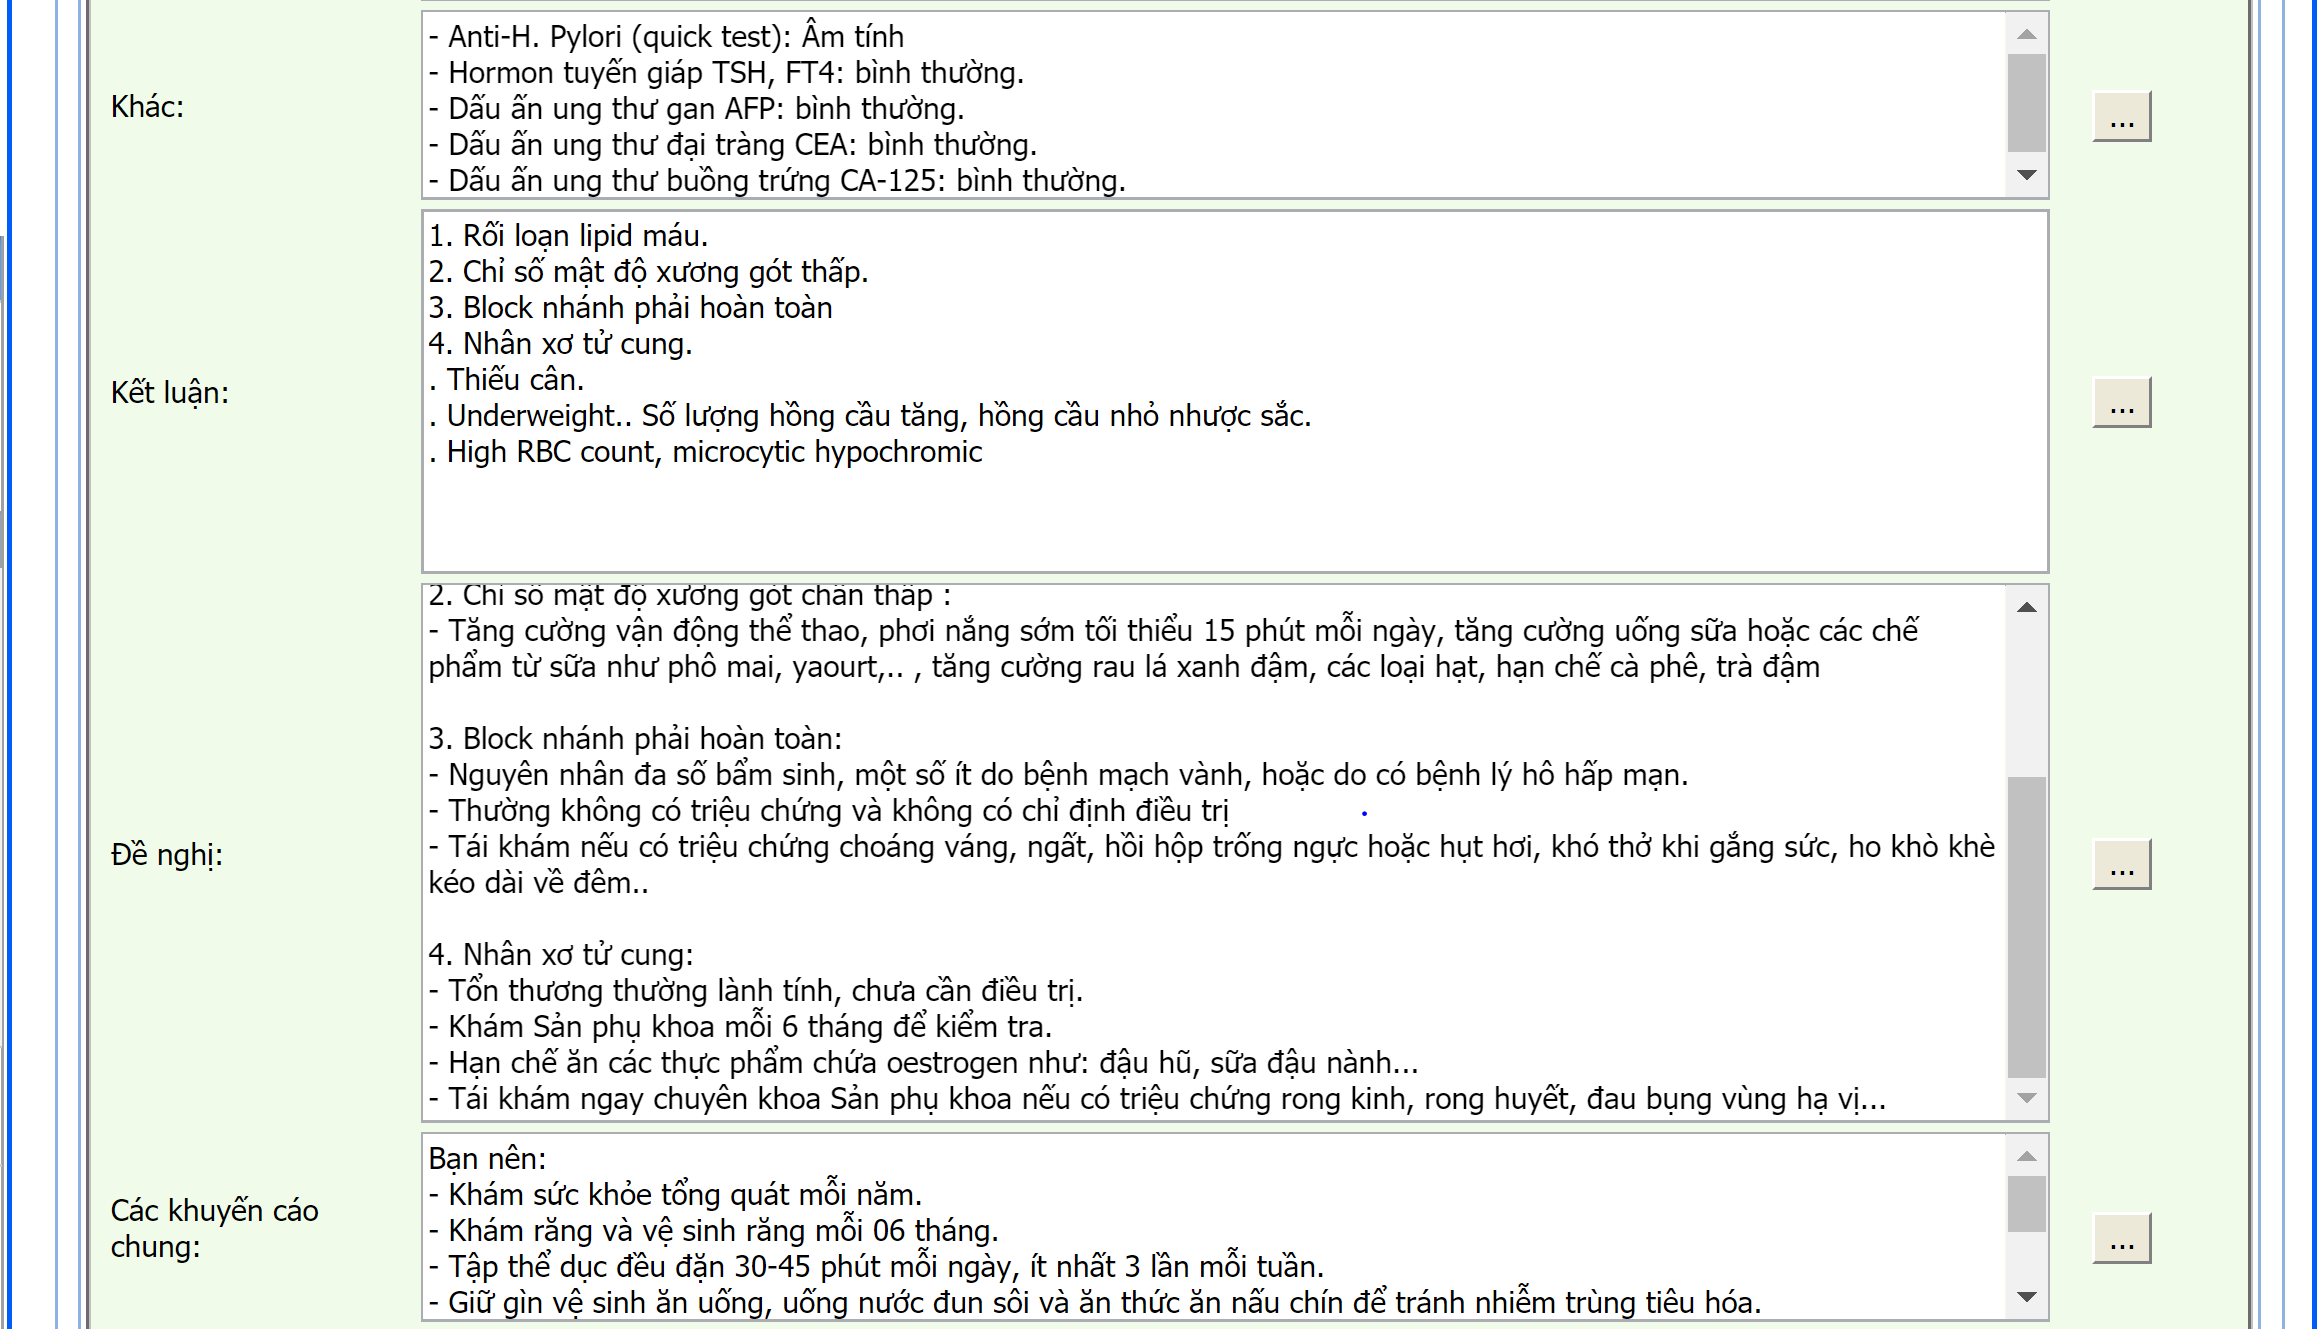 Khác:
- Anti-H. Pylori (quick test): Âm tính
- Hormon tuyến giáp TSH, FT4: bình thường.
- Dấu ấn ung thư gan AFP: bình thường.
- Dấu ấn ung thư đại tràng CEA: bình thường.
- Dấu ấn ung thư buồng trứng CA-125: bình thường.
...
Kết luận:
1. Rối loạn lipid máu.
2. Chỉ số mật độ xương gót thấp.
3. Block nhánh phải hoàn toàn
4. Nhân xơ tử cung.
. Thiếu cân.
. Underweight.. Số lượng hồng cầu tăng, hồng cầu nhỏ nhược sắc.
. High RBC count, microcytic hypochromic
...
Đề nghị:
2. Chỉ số mật độ xương gót chân thấp :
- Tăng cường vận động thể thao, phơi nắng sớm tối thiểu 15 phút mỗi ngày, tăng cường uống sữa hoặc các chế
phẩm từ sữa như phô mai, yaourt,.. , tăng cường rau lá xanh đậm, các loại hạt, hạn chế cà phê, trà đậm
3. Block nhánh phải hoàn toàn:
- Nguyên nhân đa số bẩm sinh, một số ít do bệnh mạch vành, hoặc do có bệnh lý hô hấp mạn.
- Thường không có triệu chứng và không có chỉ định điều trị
- Tái khám nếu có triệu chứng choáng váng, ngất, hồi hộp trống ngực hoặc hụt hơi, khó thở khi gắng sức, ho khò khè
kéo dài về đêm..
4. Nhân xơ tử cung:
- Tổn thương thường lành tính, chưa cần điều trị.
- Khám Sản phụ khoa mỗi 6 tháng để kiểm tra.
- Hạn chế ăn các thực phẩm chứa oestrogen như: đậu hũ, sữa đậu nành...
- Tái khám ngay chuyên khoa Sản phụ khoa nếu có triệu chứng rong kinh, rong huyết, đau bụng vùng hạ vị...
...
Các khuyến cáo
chung:
Bạn nên:
- Khám sức khỏe tổng quát mỗi năm.
- Khám răng và vệ sinh răng mỗi 06 tháng.
- Tập thể dục đều đặn 30-45 phút mỗi ngày, ít nhất 3 lần mỗi tuần.
- Giữ gìn vệ sinh ăn uống, uống nước đun sôi và ăn thức ăn nấu chín để tránh nhiễm trùng tiêu hóa.
...